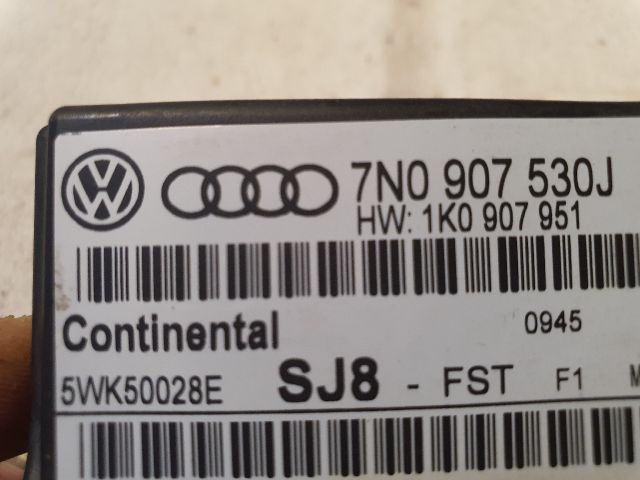 7N0 907 530J
HW: 1K0 907 951
Continental 0945
5WK50028E SJ8 - FST F1